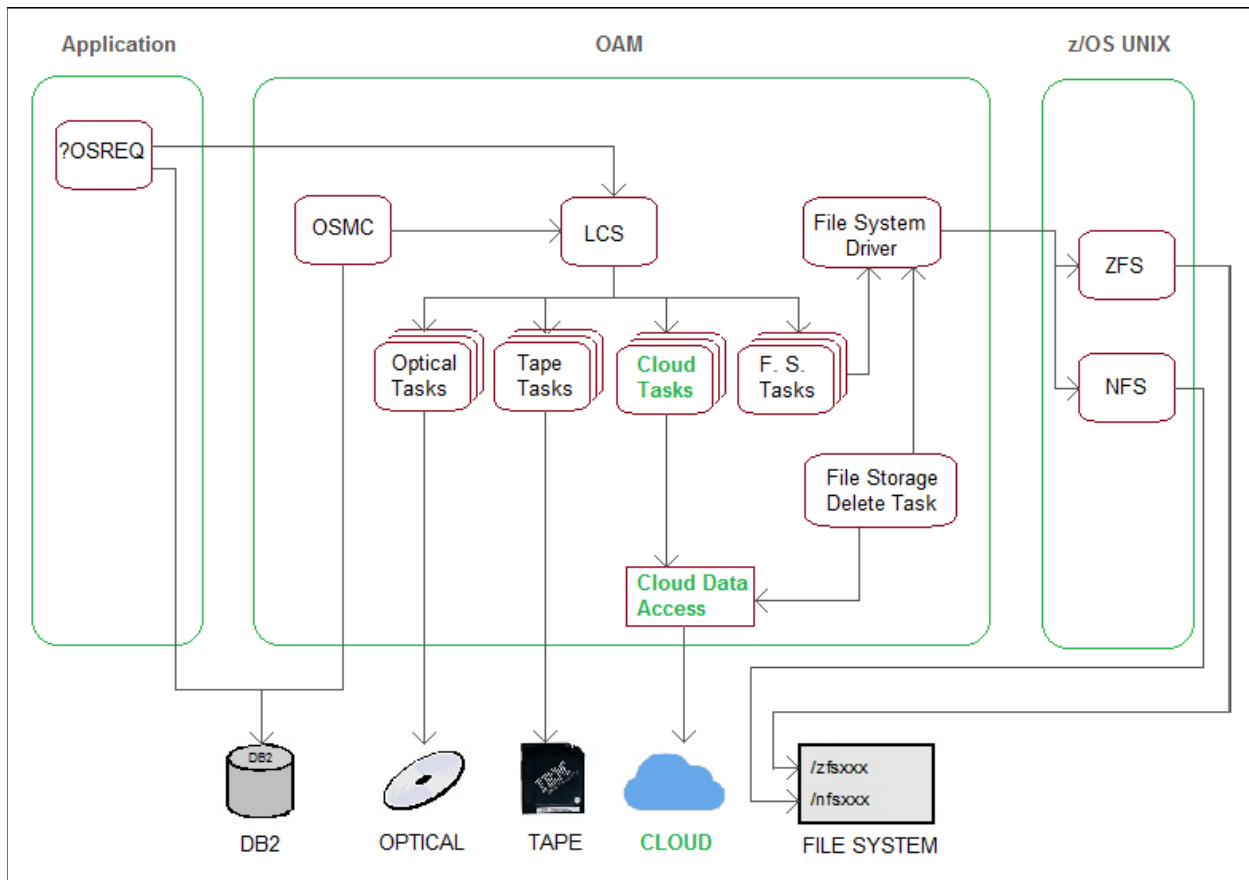 Application
OAM
z/OS UNIX
?OSREQ
OSMC
LCS
File System
Driver
ZFS
NFS
Optical
Tasks
Tape
Tasks
Cloud
Tasks
F. S.
Tasks
File Storage
Delete Task
Cloud Data
Access
DB2
IBM
/zfsxxx
/nfsxxx
DB2
OPTICAL
TAPE
CLOUD
FILE SYSTEM